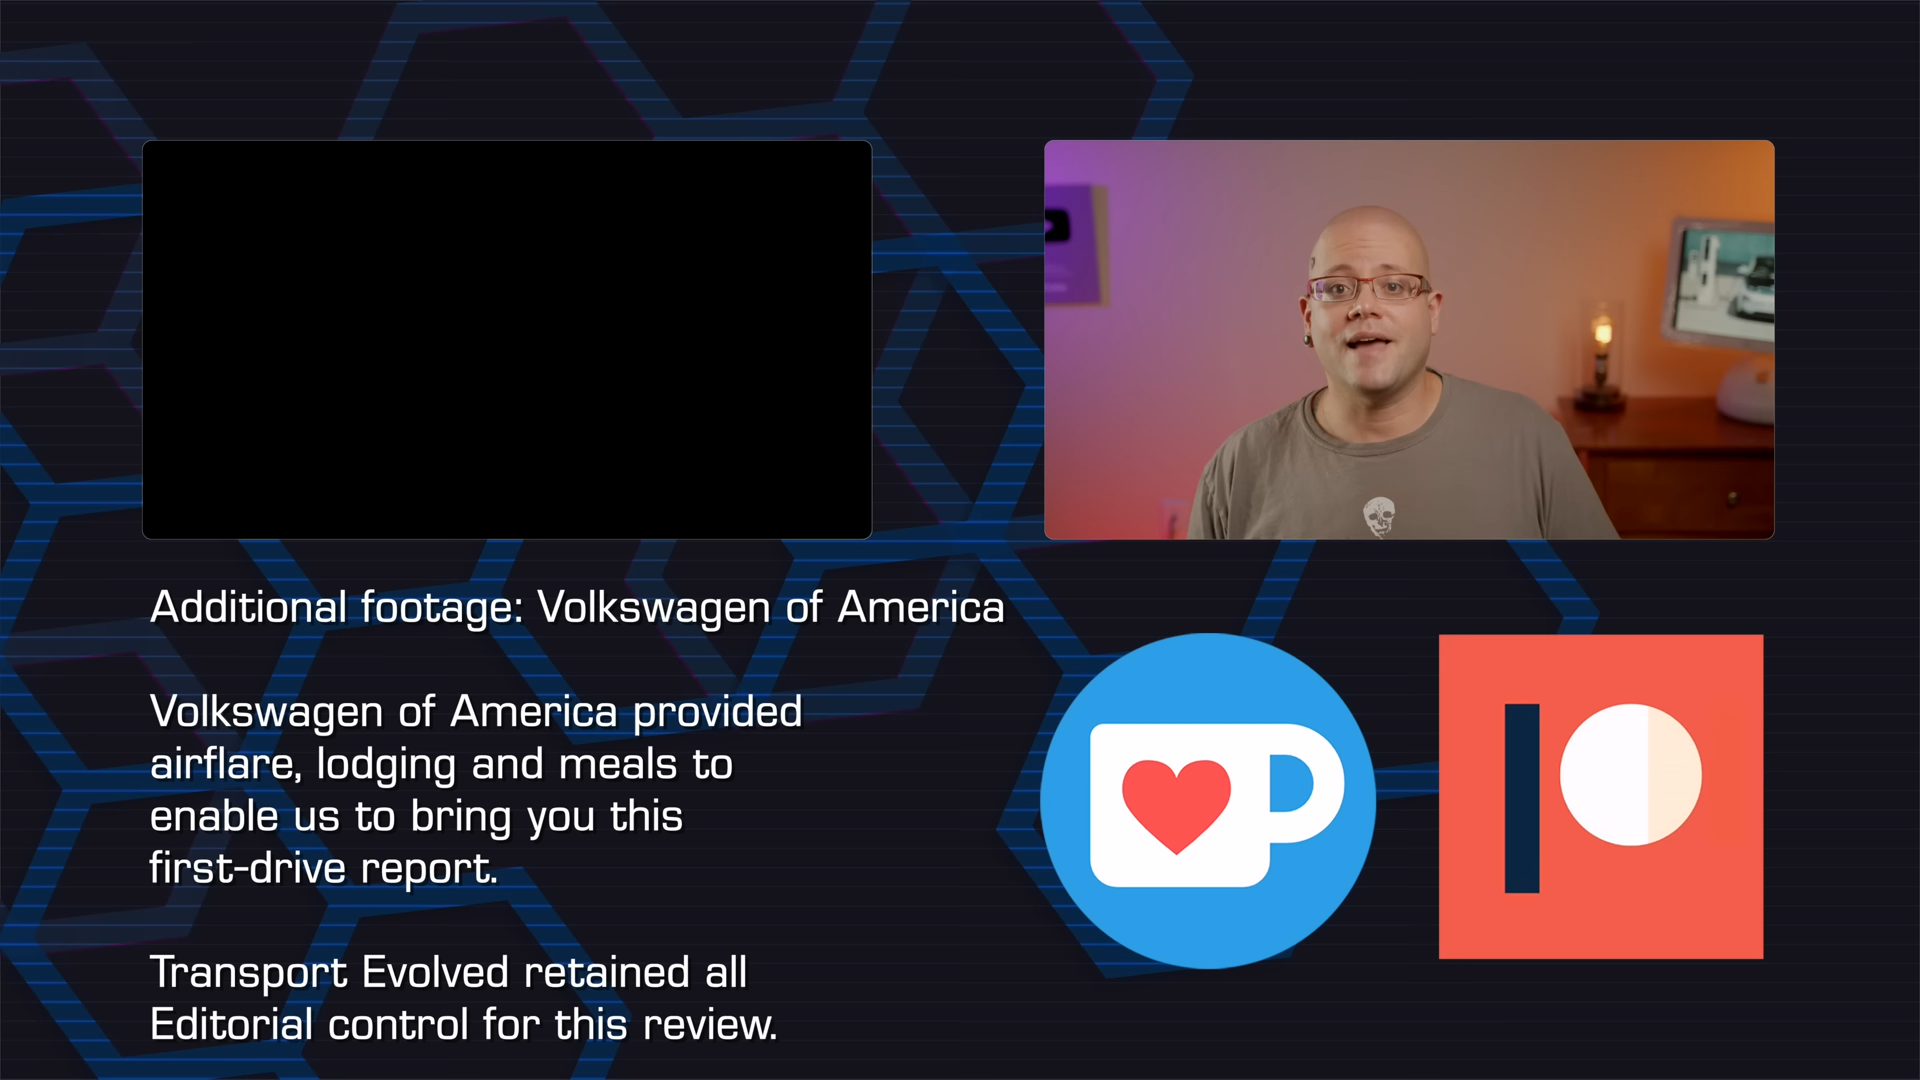 Additional footage: Volkswagen of America
Volkswagen of America provided
airflare, lodging and meals to
enable us to bring you this
first-drive report.
Transport Evolved retained all
Editorial control for this review.